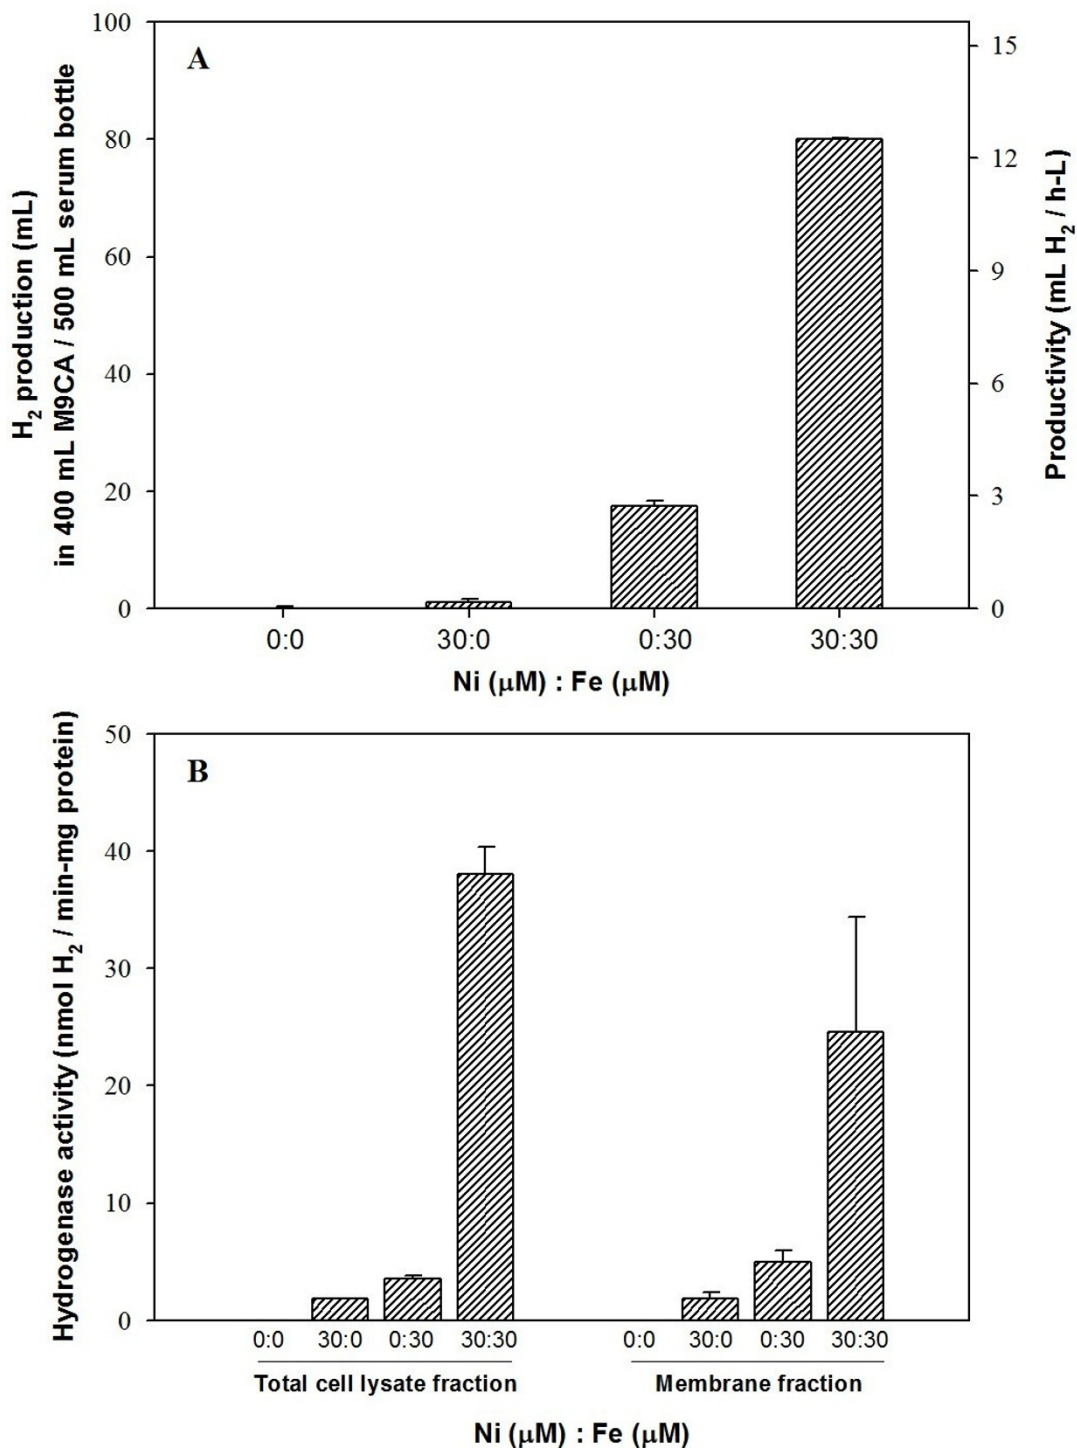 A
H₂ production (mL)
in 400 mL M9CA / 500 mL serum bottle
100
80
60
40
20
0
15
12
9
6
3
0
Productivity (mL H₂ / h-L)
0:0 30:0 0:30 30:30
Ni (μM) : Fe (μM)
B
Hydrogenase activity (nmol H₂ / min-mg protein)
50
40
30
20
10
0
0:0 30:0 0:30 30:30 0:0 30:0 0:30 30:30
Total cell lysate fraction Membrane fraction
Ni (μM) : Fe (μM)